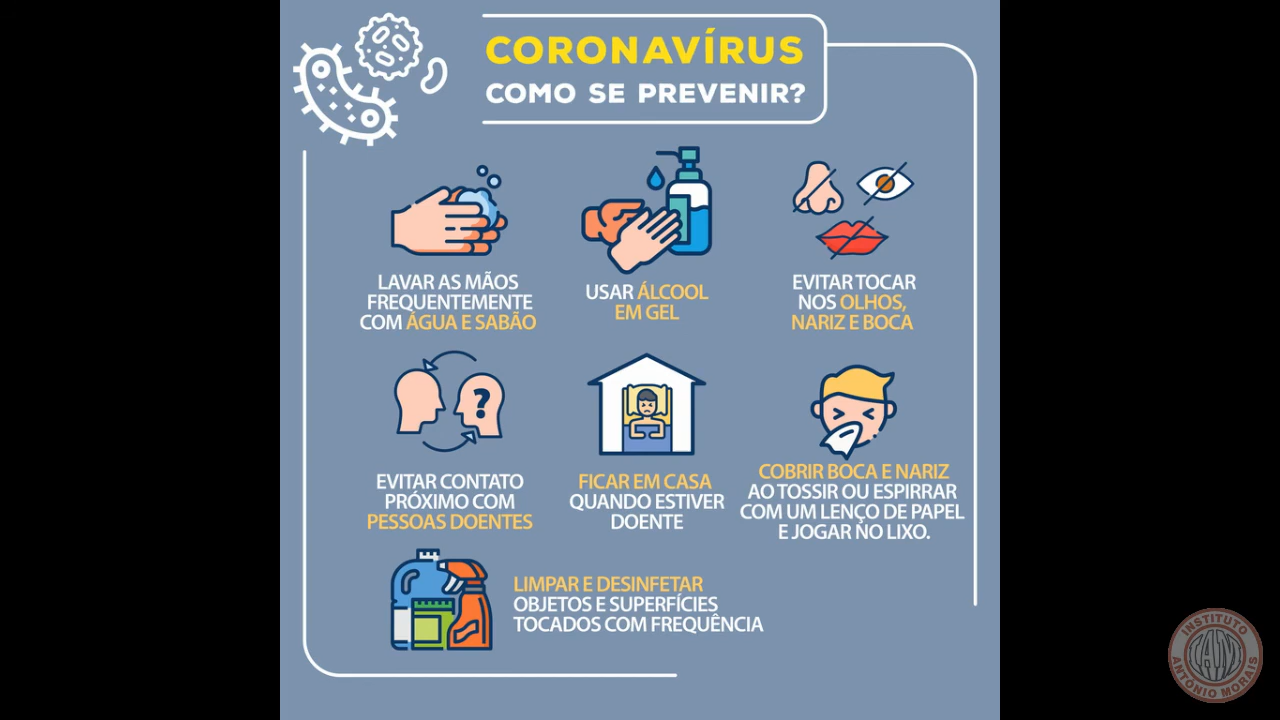 CORONAVÍRUS
COMO SE PREVENIR?
LAVAR AS MÃOS
FREQUENTEMENTE
COM ÁGUA E SABÃO
USAR ÁLCOOL
EM GEL
EVITAR TOCAR
NOS OLHOS,
NARIZ E BOCA
?
EVITAR CONTATO
PRÓXIMO COM
PESSOAS DOENTES
FICAR EM CASA
QUANDO ESTIVER
DOENTE
COBRIR BOCA E NARIZ
AO TOSSIR OU ESPIRRAR
COM UM LENÇO DE PAPEL
E JOGAR NO LIXO.
LIMPAR E DESINFETAR
OBJETOS E SUPERFÍCIES
TOCADOS COM FREQUÊNCIA
INSTITUTO
IAM
ANTÔNIO MORAIS